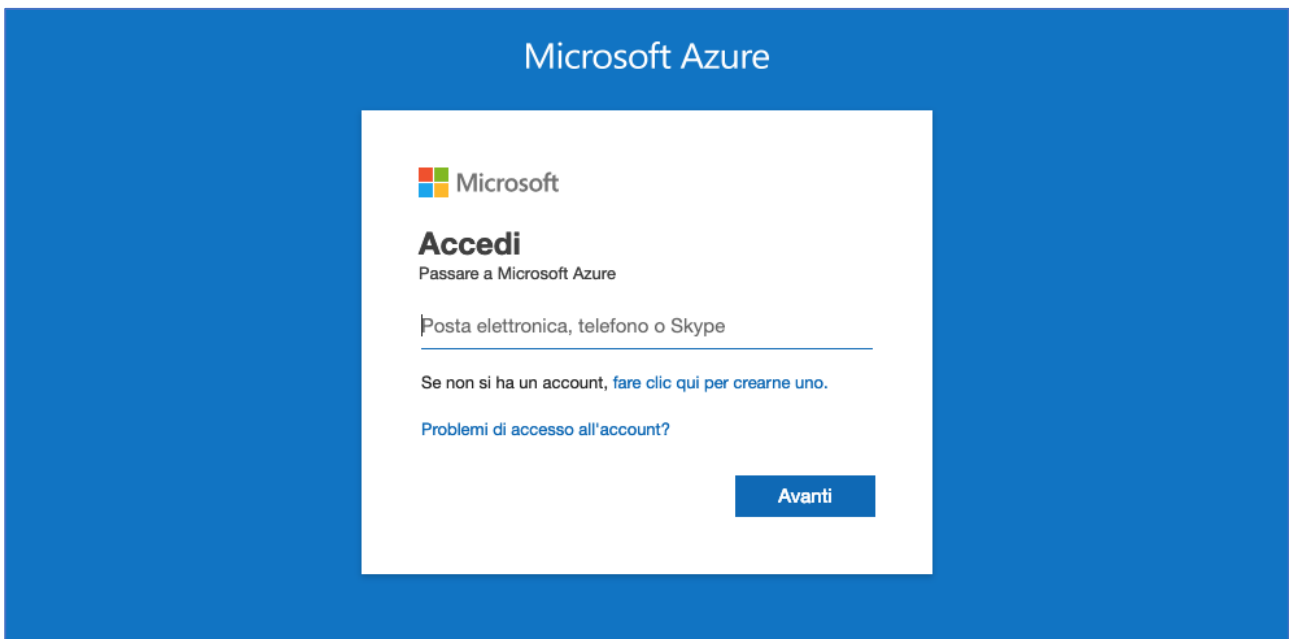 Microsoft Azure
Microsoft
Accedi
Passare a Microsoft Azure
Posta elettronica, telefono o Skype
Se non si ha un account, fare clic qui per crearne uno.
Problemi di accesso all'account?
Avanti